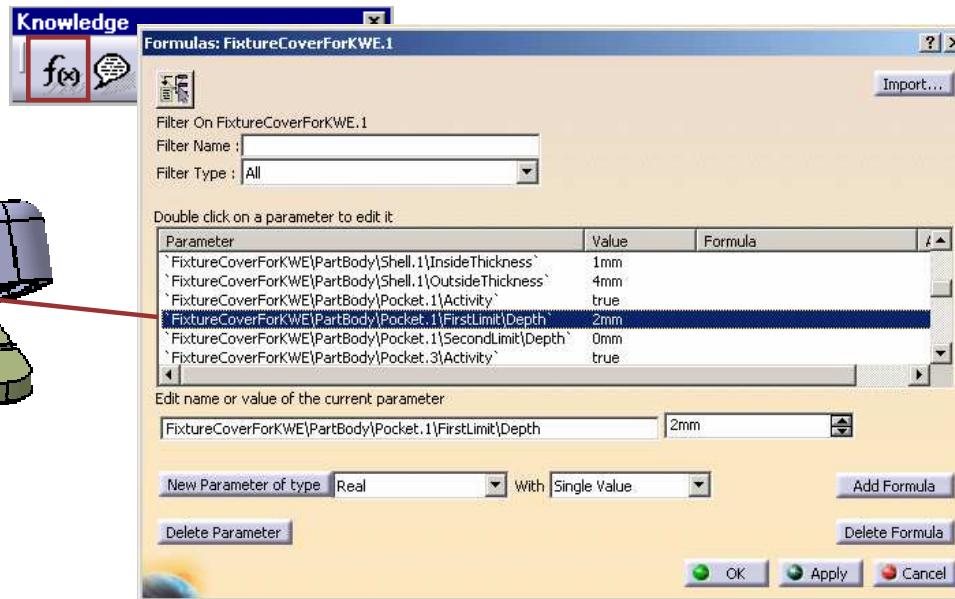 Knowledge
f(x)
Formulas: FixtureCoverForKWE.1
Import...
Filter On FixtureCoverForKWE.1
Filter Name :
Filter Type : All
Double click on a parameter to edit it
Parameter Value Formula
`FixtureCoverForKWE\PartBody\Shell.1\InsideThickness` 1mm
`FixtureCoverForKWE\PartBody\Shell.1\OutsideThickness` 4mm
`FixtureCoverForKWE\PartBody\Pocket.1\Activity` true
`FixtureCoverForKWE\PartBody\Pocket.1\FirstLimit\Depth` 2mm
`FixtureCoverForKWE\PartBody\Pocket.1\SecondLimit\Depth` 0mm
`FixtureCoverForKWE\PartBody\Pocket.3\Activity` true
Edit name or value of the current parameter
FixtureCoverForKWE\PartBody\Pocket.1\FirstLimit\Depth 2mm
New Parameter of type Real With Single Value Add Formula
Delete Parameter Delete Formula
OK Apply Cancel